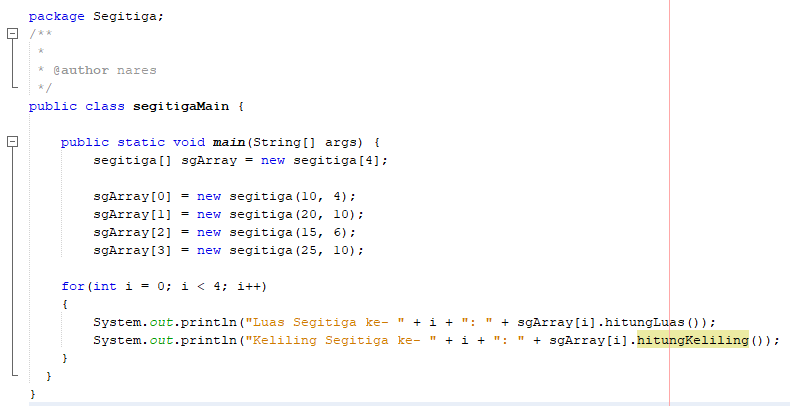 package Segitiga;
/**
 *
 * @author nares
 */
public class segitigaMain {
    public static void main(String[] args) {
        segitiga[] sgArray = new segitiga[4];
        sgArray[0] = new segitiga(10, 4);
        sgArray[1] = new segitiga(20, 10);
        sgArray[2] = new segitiga(15, 6);
        sgArray[3] = new segitiga(25, 10);
    for(int i = 0; i < 4; i++)
    {
        System.out.println("Luas Segitiga ke- " + i + ": " + sgArray[i].hitungLuas());
        System.out.println("Keliling Segitiga ke- " + i + ": " + sgArray[i].hitungKeliling());
    }
  }
}